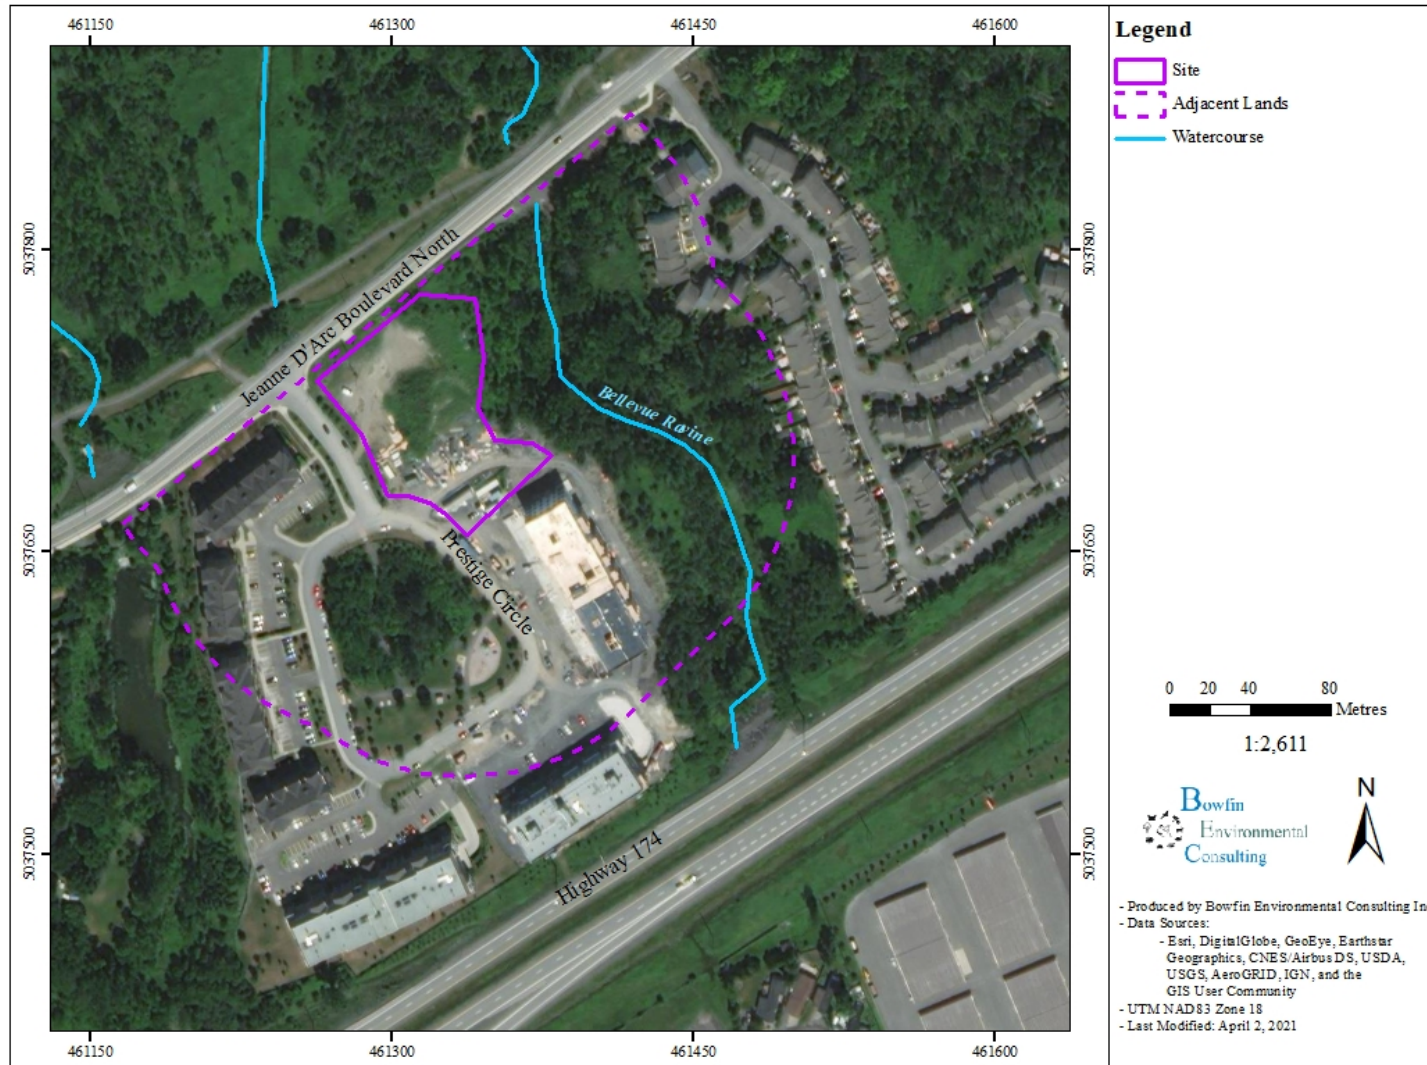 461150 461300 461450 461600
Legend
Site
Adjacent Lands
Watercourse
5037800
5037800
Jeanne D'Arc Boulevard North
Bellevue Ravine
5037650
5037650
Prestige Circle
0 20 40 80
Metres
1:2,611
N
Bowfin
Environmental
Consulting
5037500
5037500
Highway 174
- Produced by Bowfin Environmental Consulting In
- Data Sources:
- Esri, DigitalGlobe, GeoEye, Earthstar
Geographics, CNES/Airbus DS, USDA,
USGS, AeroGRID, IGN, and the
GIS User Community
- UTM NAD83 Zone 18
- Last Modified: April 2, 2021
461150 461300 461450 461600